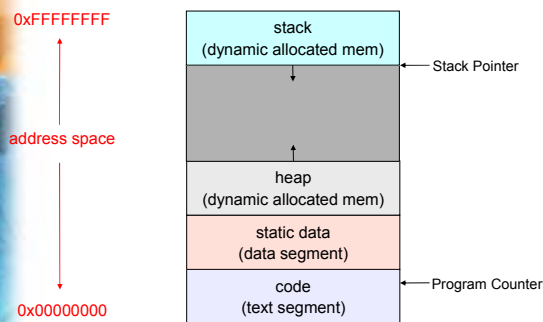 0xFFFFFFFF
stack
(dynamic allocated mem)
Stack Pointer
address space
heap
(dynamic allocated mem)
static data
(data segment)
code
(text segment)
Program Counter
0x00000000